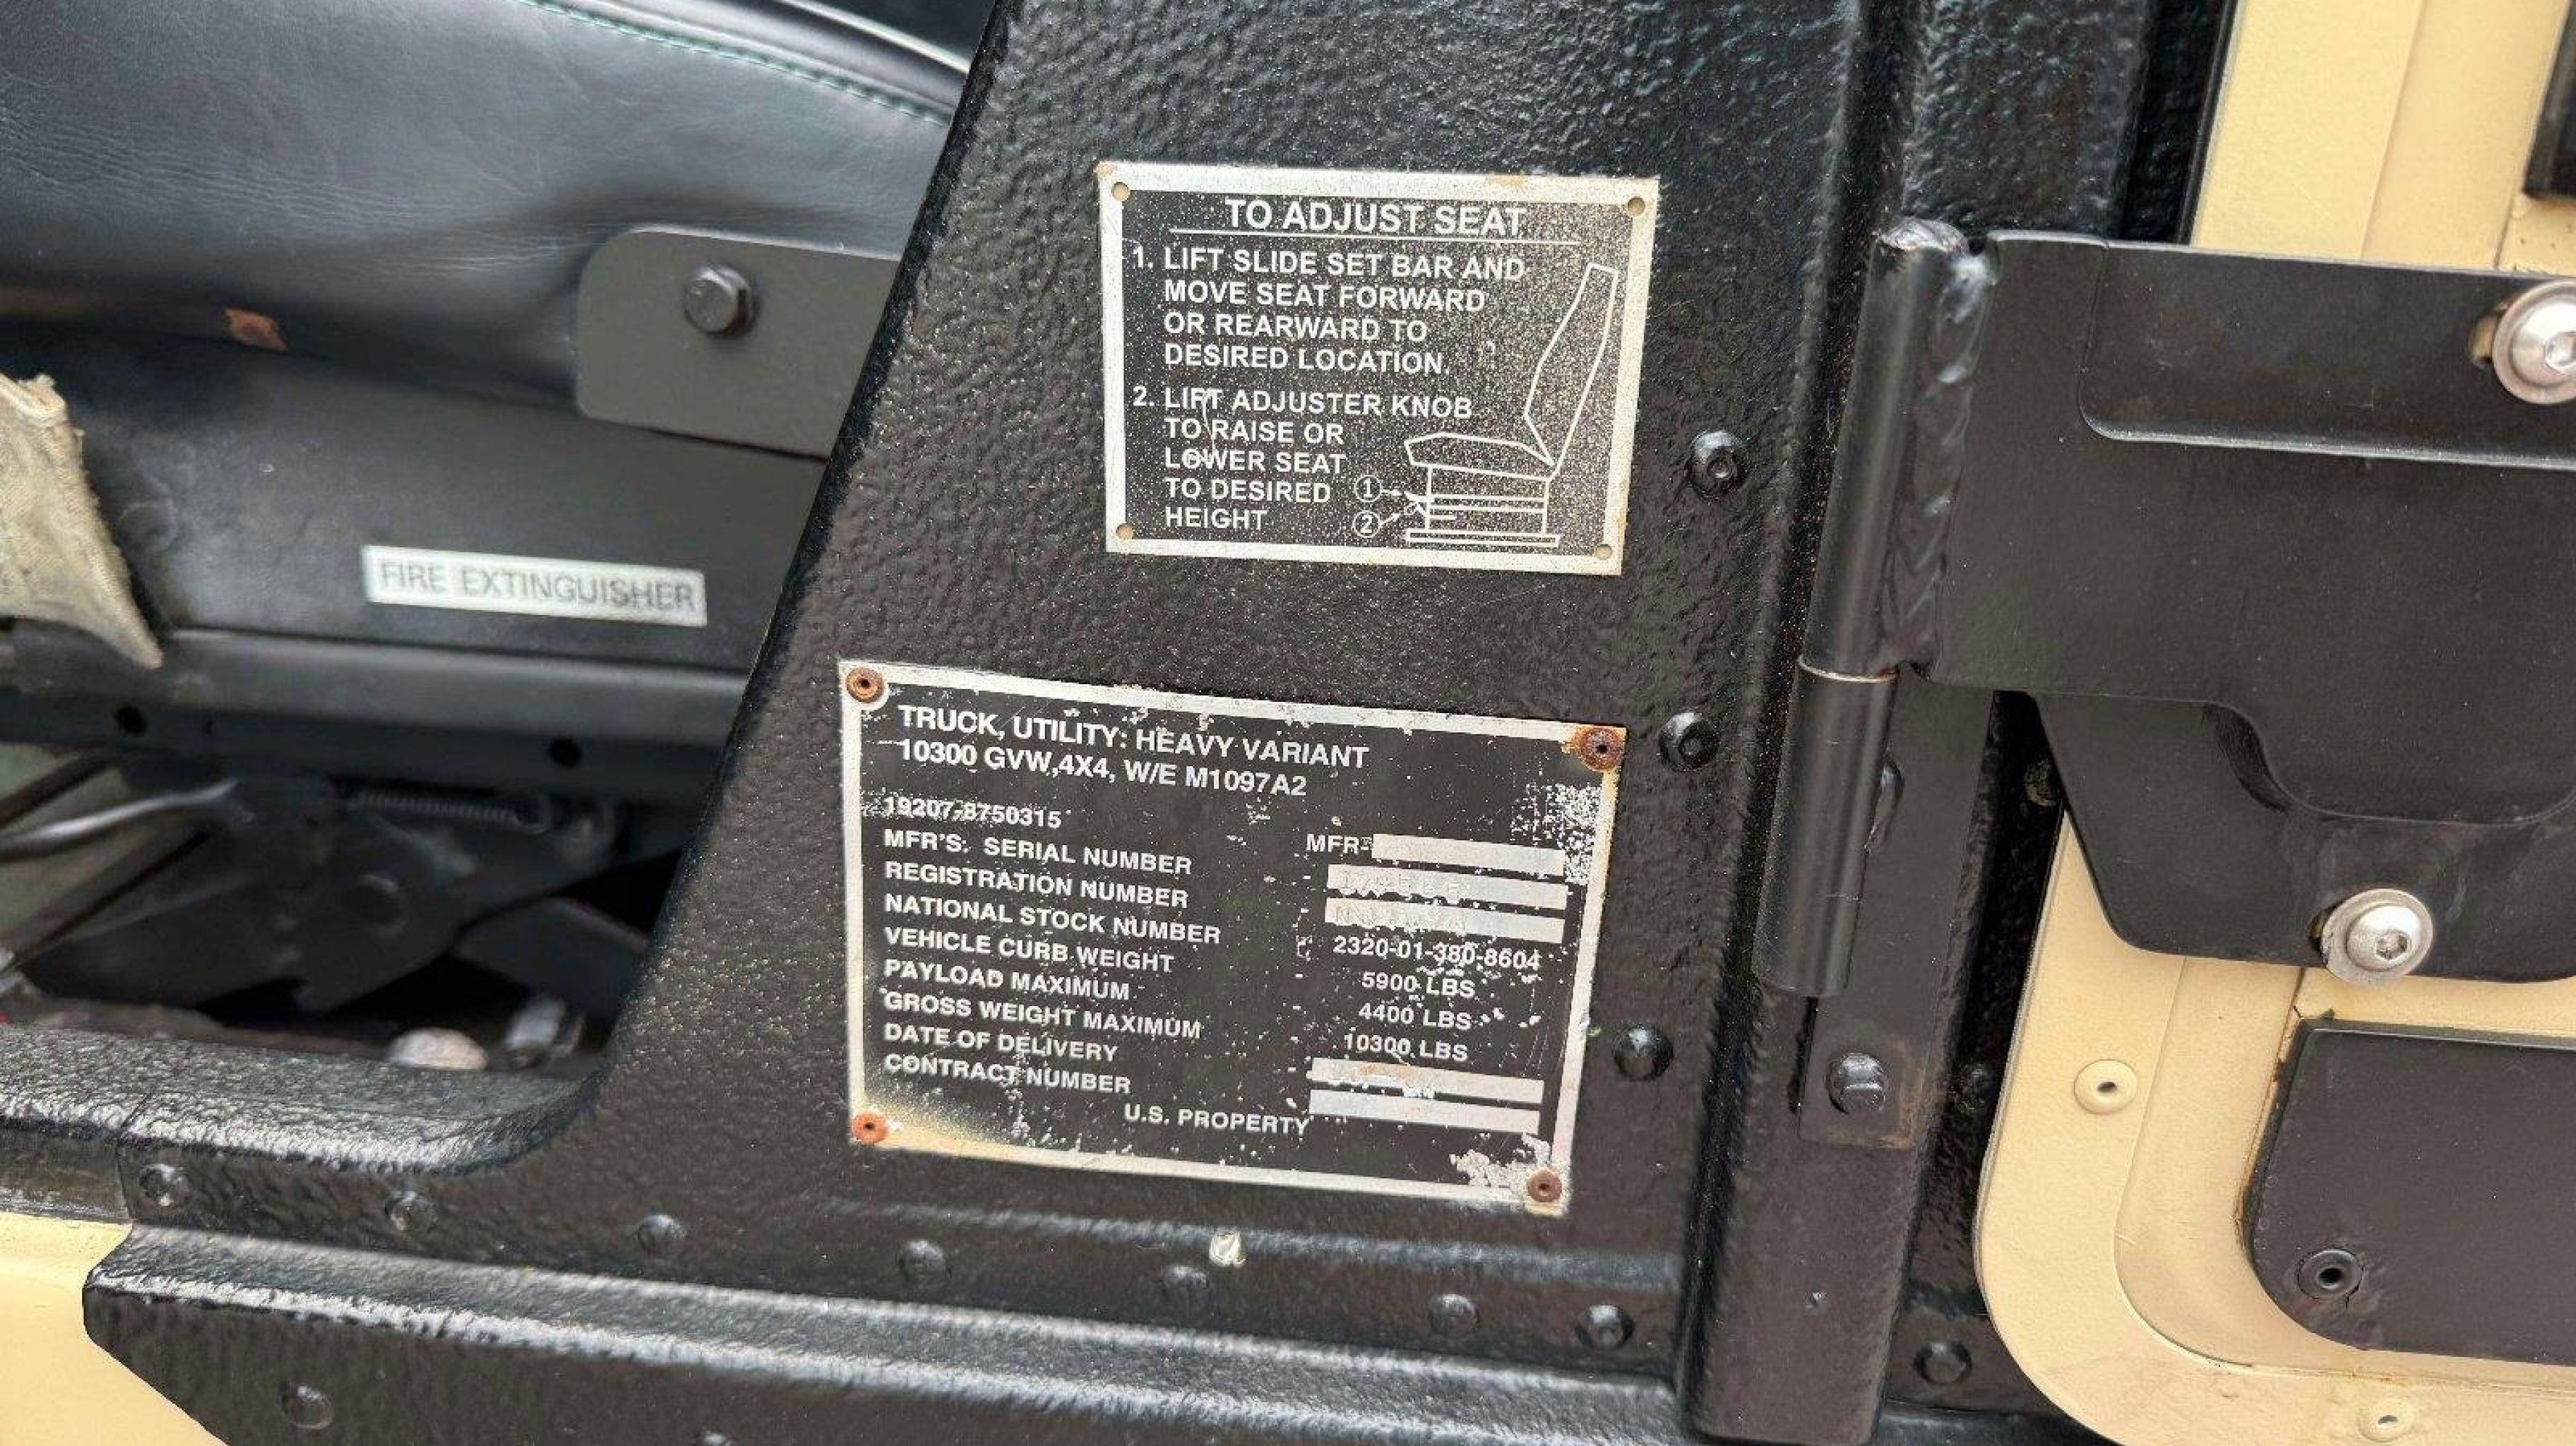 TO ADJUST SEAT
1. LIFT SLIDE SET BAR AND
MOVE SEAT FORWARD
OR REARWARD TO
DESIRED LOCATION.
2. LIFT ADJUSTER KNOB
TO RAISE OR
LOWER SEAT
TO DESIRED
HEIGHT
1
2
FIRE EXTINGUISHER
TRUCK, UTILITY: HEAVY VARIANT
10300 GVW,4X4, W/E M1097A2
19207-8750315
MFR
MFR'S. SERIAL NUMBER
REGISTRATION NUMBER
NATIONAL STOCK NUMBER - 2320-01-380-8604
VEHICLE CURB WEIGHT - 5900 LBS
PAYLOAD MAXIMUM - 4400 LBS
GROSS WEIGHT MAXIMUM - 10300 LBS
DATE OF DELIVERY
CONTRACT NUMBER
U.S. PROPERTY